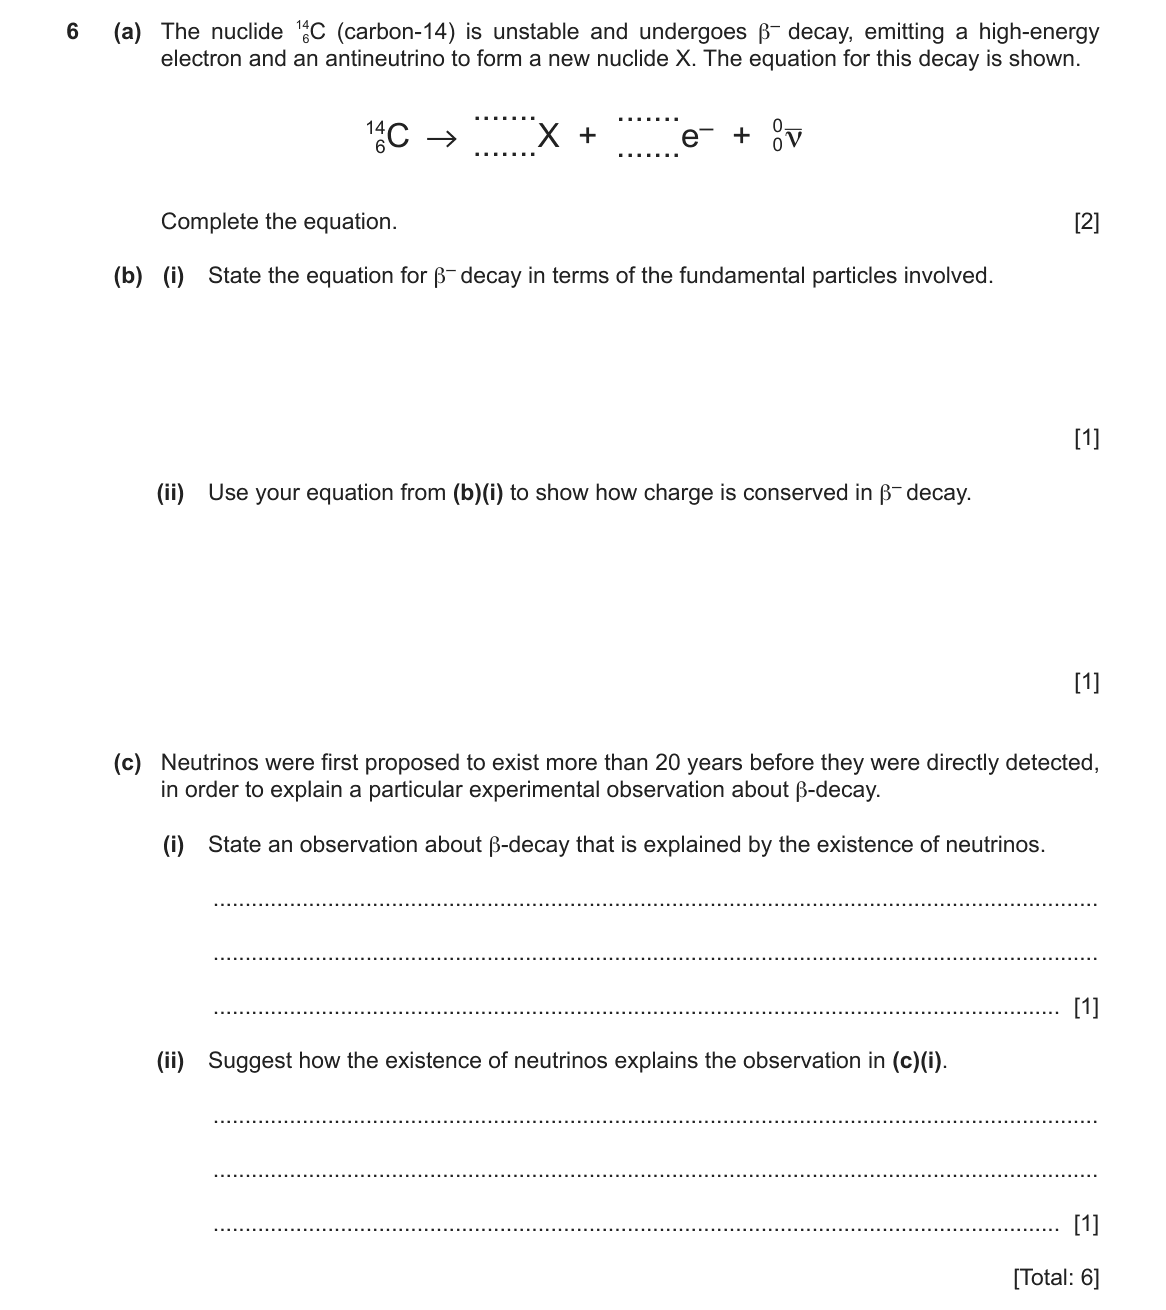 6 (a) The nuclide ¹⁴₆C (carbon-14) is unstable and undergoes β⁻ decay, emitting a high-energy
electron and an antineutrino to form a new nuclide X. The equation for this decay is shown.
¹⁴₆C → ....... ....... X + ....... ....... e⁻ + ⁰₀ν̅
Complete the equation. [2]
(b) (i) State the equation for β⁻ decay in terms of the fundamental particles involved.
[1]
(ii) Use your equation from (b)(i) to show how charge is conserved in β⁻ decay.
[1]
(c) Neutrinos were first proposed to exist more than 20 years before they were directly detected,
in order to explain a particular experimental observation about β-decay.
(i) State an observation about β-decay that is explained by the existence of neutrinos.
..........................................................................................................................................
..........................................................................................................................................
.................................................................................................................................... [1]
(ii) Suggest how the existence of neutrinos explains the observation in (c)(i).
..........................................................................................................................................
..........................................................................................................................................
.................................................................................................................................... [1]
[Total: 6]